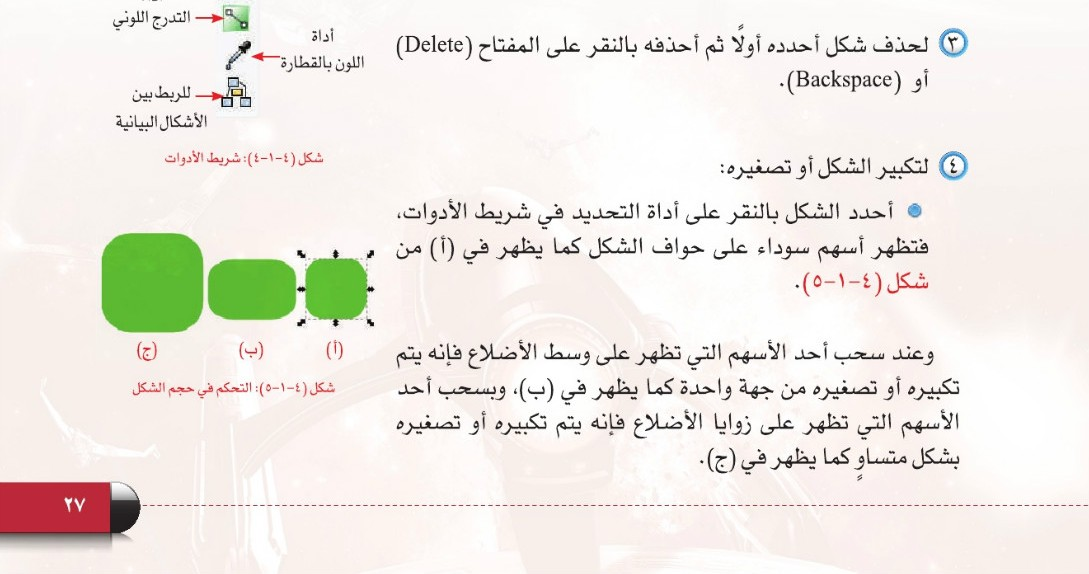 ٣ لحذف شكل أحدده أولًا ثم أحذفه بالنقر على المفتاح (Delete)
أو (Backspace).
التدرج اللوني
أداة
اللون بالقطارة
للربط بين
الأشكال البيانية
شكل (٤-١-٤): شريط الأدوات
٤ لتكبير الشكل أو تصغيره:
أحدد الشكل بالنقر على أداة التحديد في شريط الأدوات،
فتظهر أسهم سوداء على حواف الشكل كما يظهر في (أ) من
شكل (٤-١-٥).
(أ)
(ب)
(ج)
شكل (٤-١-٥): التحكم في حجم الشكل
وعند سحب أحد الأسهم التي تظهر على وسط الأضلاع فإنه يتم
تكبيره أو تصغيره من جهة واحدة كما يظهر في (ب)، وبسحب أحد
الأسهم التي تظهر على زوايا الأضلاع فإنه يتم تكبيره أو تصغيره
بشكل متساوٍ كما يظهر في (ج).
٢٧